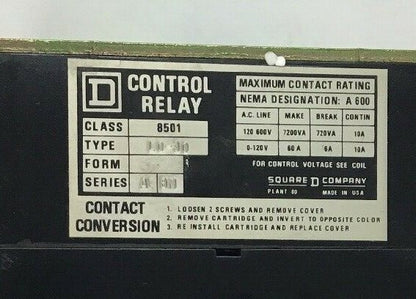 D CONTROL
RELAY
CLASS 8501
TYPE
FORM
SERIES
MAXIMUM CONTACT RATING
NEMA DESIGNATION: A 600
A.C. LINE MAKE BREAK CONTIN
120 600V 7200VA 720VA 10A
0-120V 60 A 6A 10A
FOR CONTROL VOLTAGE SEE COIL
SQUARE D COMPANY
PLANT 80 MADE IN USA
CONTACT
CONVERSION
1. LOOSEN 2 SCREWS AND REMOVE COVER
2. REMOVE CARTRIDGE AND INVERT TO OPPOSITE COLOR
3. RE INSTALL CARTRIDGE AND REPLACE COVER